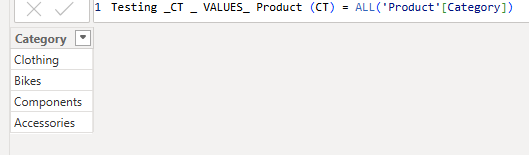 1 Testing _CT _ VALUES_ Product (CT) = ALL('Product'[Category])
Category
Clothing
Bikes
Components
Accessories